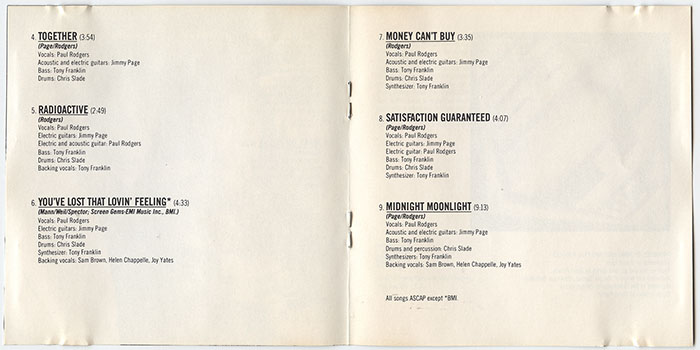 4. TOGETHER (3:54)
(Page/Rodgers)
Vocals: Paul Rodgers
Acoustic and electric guitars: Jimmy Page
Bass: Tony Franklin
Drums: Chris Slade
5. RADIOACTIVE (2:49)
(Rodgers)
Vocals: Paul Rodgers
Electric guitars: Jimmy Page
Electric and acoustic guitar: Paul Rodgers
Bass: Tony Franklin
Drums: Chris Slade
Backing vocals: Tony Franklin
6. YOU'VE LOST THAT LOVIN' FEELING* (4:33)
(Mann/Weil/Spector; Screen Gems-EMI Music Inc., BMI.)
Vocals: Paul Rodgers
Electric guitars: Jimmy Page
Bass: Tony Franklin
Drums: Chris Slade
Synthesizer: Tony Franklin
Backing vocals: Sam Brown, Helen Chappelle, Joy Yates
7. MONEY CAN'T BUY (3:35)
(Page/Rodgers)
Vocals: Paul Rodgers
Acoustic and electric guitars: Jimmy Page
Bass: Tony Franklin
Drums: Chris Slade
Synthesizer: Tony Franklin
8. SATISFACTION GUARANTEED (4:07)
(Page/Rodgers)
Vocals: Paul Rodgers
Electric guitars: Jimmy Page
Electric guitar: Paul Rodgers
Bass: Tony Franklin
Drums: Chris Slade
Synthesizer: Tony Franklin
9. MIDNIGHT MOONLIGHT (9:13)
(Page/Rodgers)
Vocals: Paul Rodgers
Acoustic and electric guitars: Jimmy Page
Bass: Tony Franklin
Drums and percussion: Chris Slade
Synthesizers: Tony Franklin
Backing vocals: Sam Brown, Helen Chappelle, Joy Yates
All songs ASCAP except *BMI.